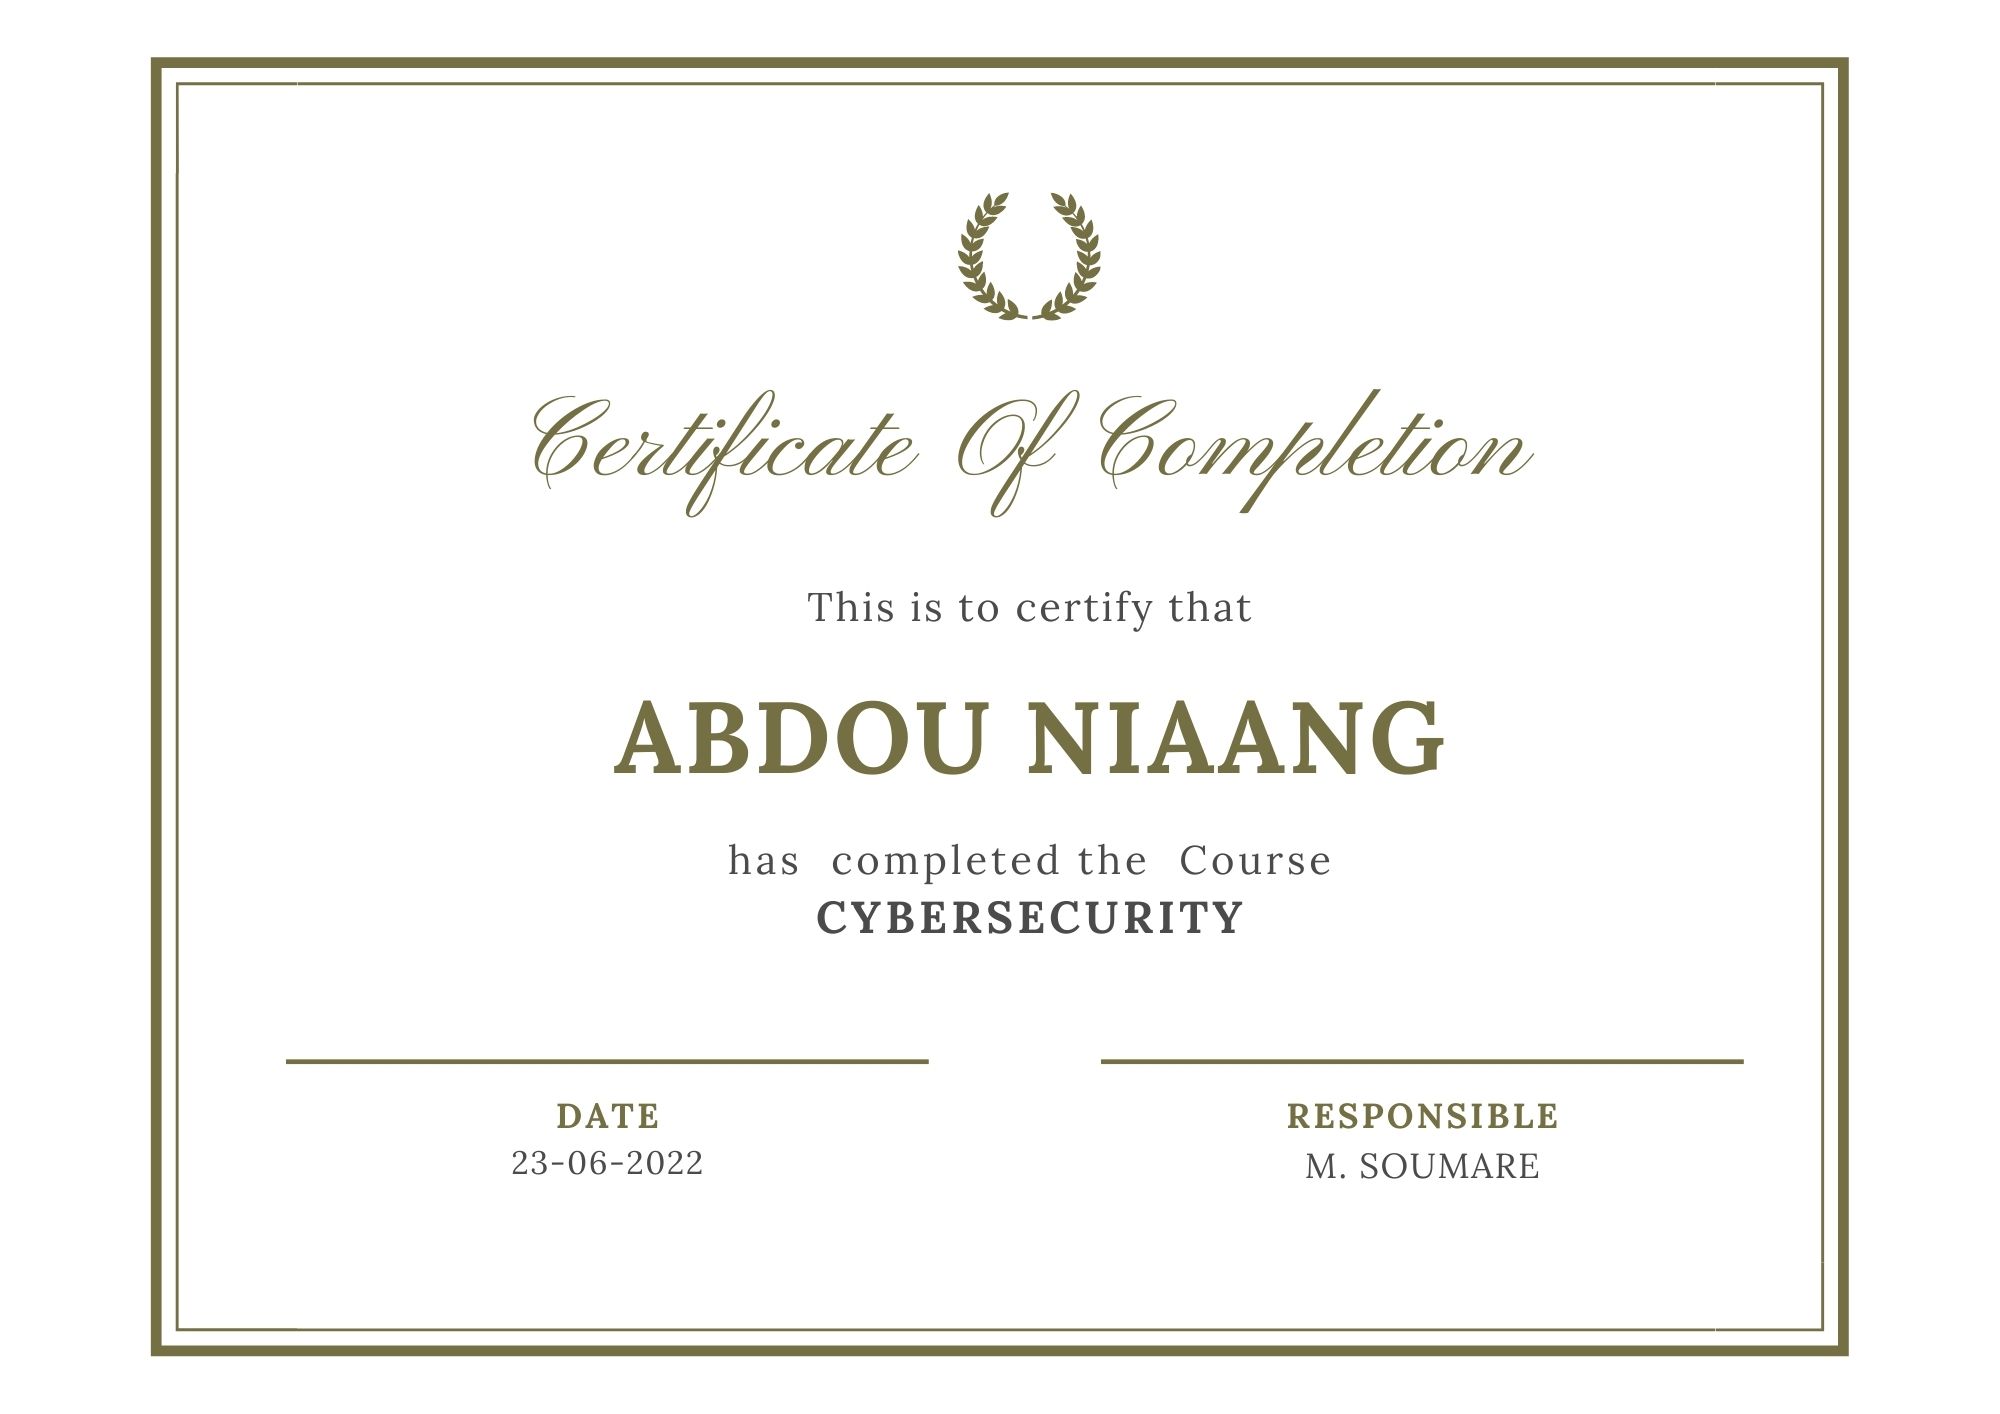 Certificate Of Completion
This is to certify that
ABDOU NIAANG
has completed the Course
CYBERSECURITY
DATE
23-06-2022
RESPONSIBLE
M. SOUMARE